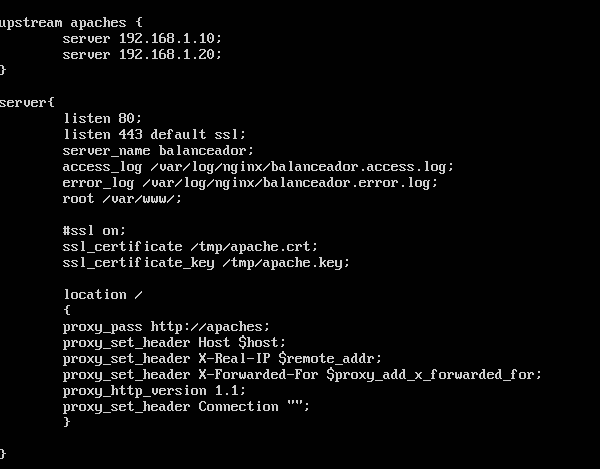 upstream apaches {
server 192.168.1.10;
server 192.168.1.20;
}
server{
listen 80;
listen 443 default ssl;
server_name balanceador;
access_log /var/log/nginx/balanceador.access.log;
error_log /var/log/nginx/balanceador.error.log;
root /var/www/;
#ssl on;
ssl_certificate /tmp/apache.crt;
ssl_certificate_key /tmp/apache.key;
location /
{
proxy_pass http://apaches;
proxy_set_header Host $host;
proxy_set_header X-Real-IP $remote_addr;
proxy_set_header X-Forwarded-For $proxy_add_x_forwarded_for;
proxy_http_version 1.1;
proxy_set_header Connection "";
}
}